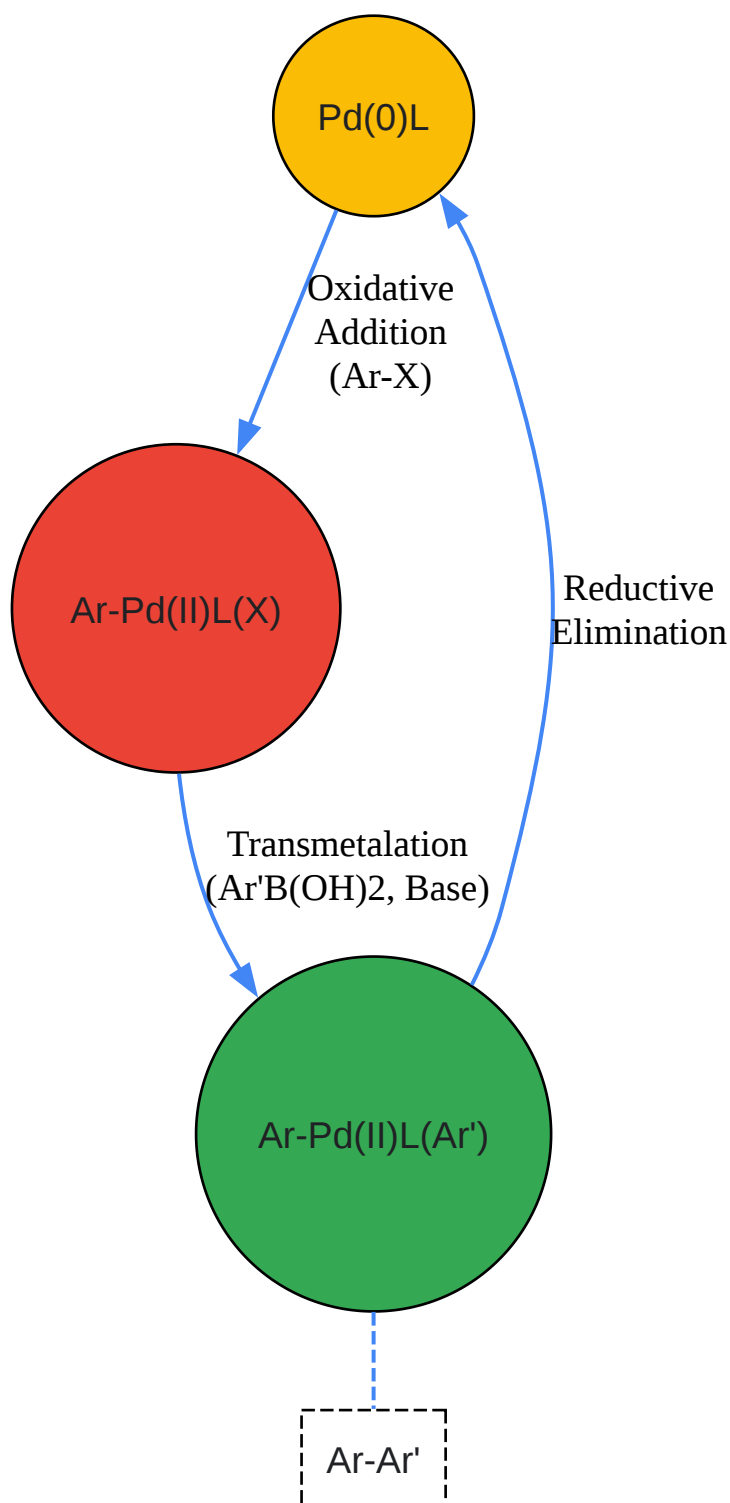 Pd(0)L
Oxidative
Addition
(Ar-X)
Ar-Pd(II)L(X)
Reductive
Elimination
Transmetalation
(Ar'B(OH)2, Base)
Ar-Pd(II)L(Ar')
Ar-Ar'